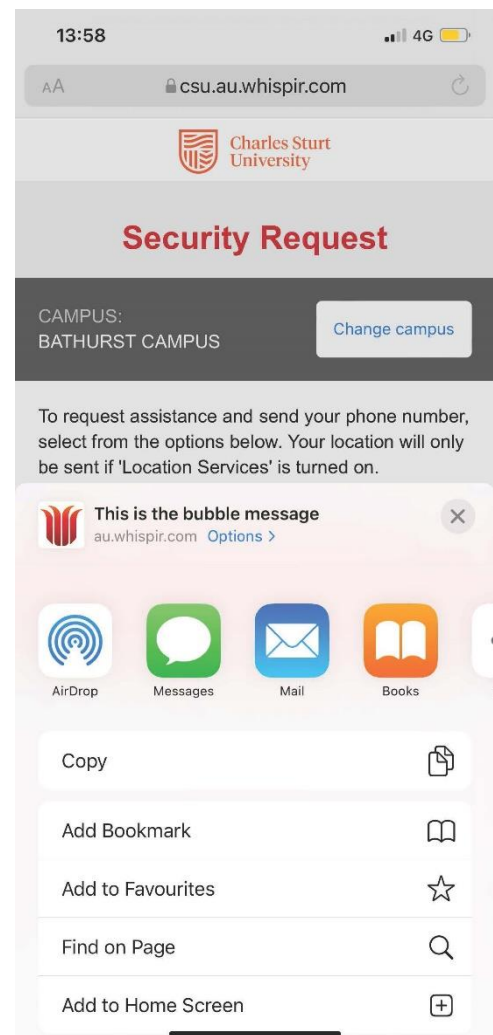 13:58
4G
AA
csu.au.whispir.com
Charles Sturt
University
Security Request
CAMPUS:
BATHURST CAMPUS
Change campus
To request assistance and send your phone number,
select from the options below. Your location will only
be sent if 'Location Services' is turned on.
This is the bubble message
au.whispir.com Options >
AirDrop
Messages
Mail
Books
Copy
Add Bookmark
Add to Favourites
Find on Page
Add to Home Screen